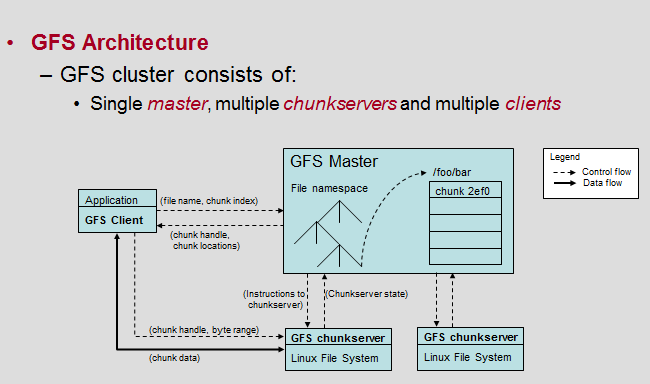 • GFS Architecture
– GFS cluster consists of:
• Single master, multiple chunkservers and multiple clients
GFS Master
File namespace
/foo/bar
chunk 2ef0
Legend
Control flow
Data flow
Application
GFS Client
(file name, chunk index)
(chunk handle,
chunk locations)
(Instructions to
chunkserver)
(Chunkserver state)
(chunk handle, byte range)
(chunk data)
GFS chunkserver
Linux File System
GFS chunkserver
Linux File System